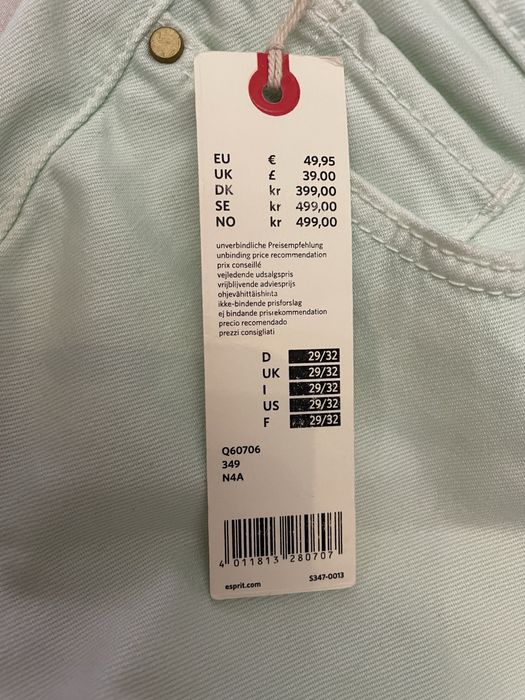 EU € 49,95
UK £ 39.00
DK kr 399,00
SE kr 499,00
NO kr 499,00
unverbindliche Preisempfehlung
unbinding price recommendation
prix conseillé
vejledende udsalgspris
vrijblijvende adviesprijs
ohjevähittäishinta
ikke-bindende prisforslag
ej bindande prisrekommendation
precio recomendado
prezzi consigliati
D 29/32
UK 29/32
I 29/32
US 29/32
F 29/32
Q60706
349
N4A
4 011813 280707
esprit.com S347-0013